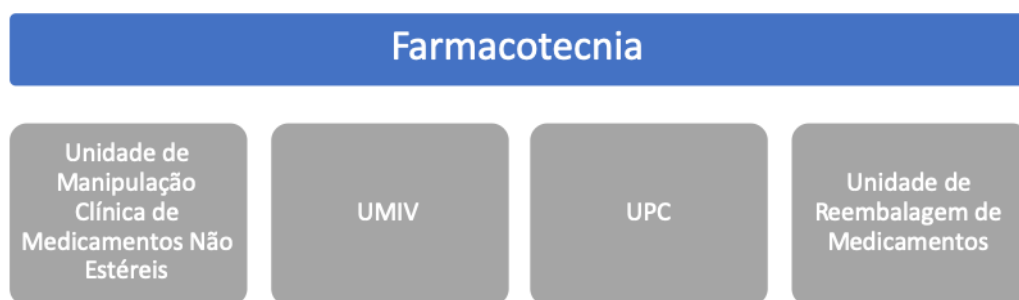 Farmacotecnia
Unidade de
Manipulação
Clínica de
Medicamentos Não
Estéreis
UMIV
UPC
Unidade de
Reembalagem de
Medicamentos